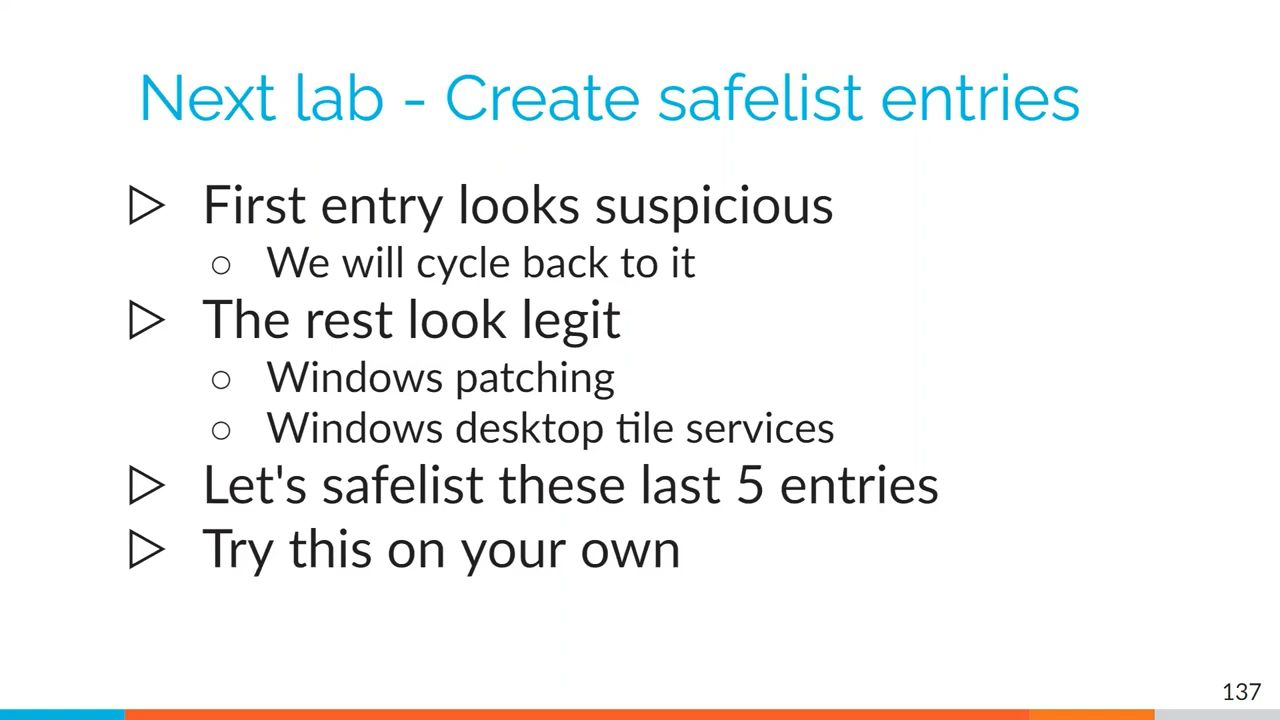 Next lab - Create safelist entries
First entry looks suspicious
We will cycle back to it
The rest look legit
Windows patching
Windows desktop tile services
Let's safelist these last 5 entries
Try this on your own
137